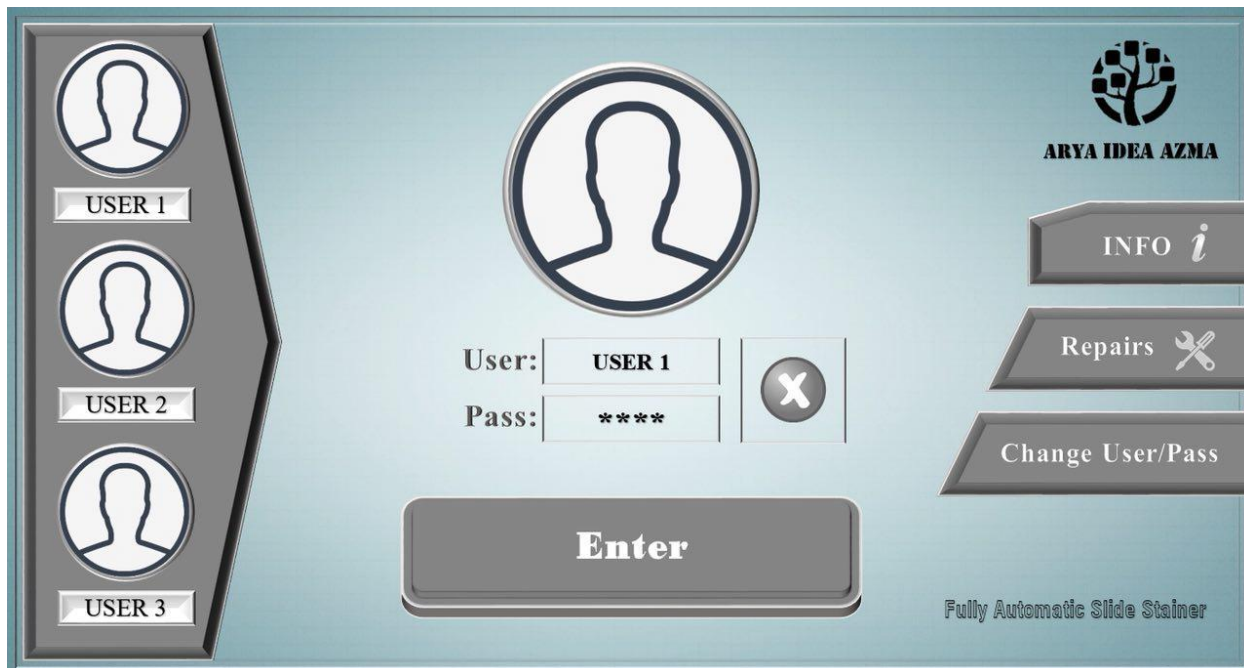 USER 1
USER 2
USER 3
User: USER 1
Pass: ****
X
Enter
ARYA IDEA AZMA
INFO i
Repairs
Change User/Pass
Fully Automatic Slide Stainer